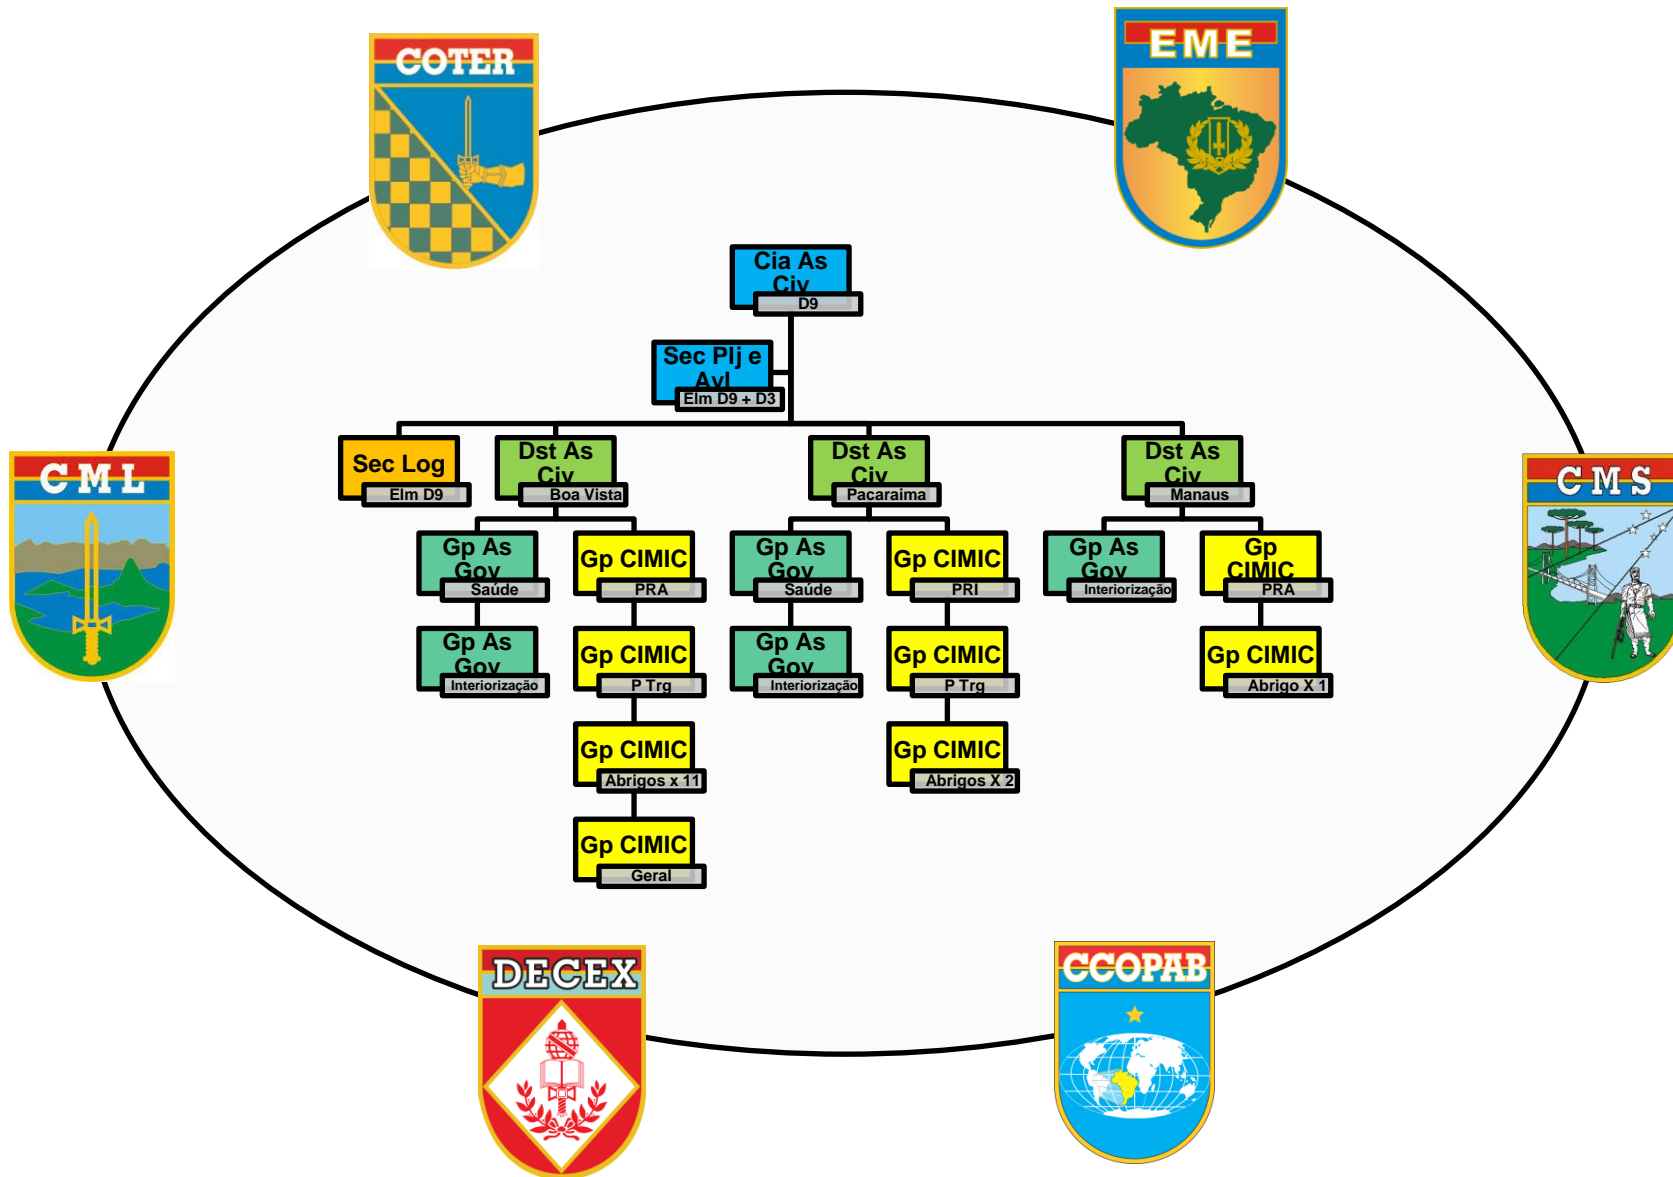 COTER
EME
Cia As
Civ
D9
Sec Plj e
Avl
Elm D9 + D3
CML
CMS
Sec Log
Elm D9
Dst As
Civ
Boa Vista
Dst As
Civ
Pacaraima
Dst As
Civ
Manaus
Gp As
Gov
Saúde
Gp CIMIC
PRA
Gp As
Gov
Saúde
Gp CIMIC
PRI
Gp As
Gov
Interiorização
Gp
CIMIC
PRA
Gp As
Gov
Interiorização
Gp CIMIC
P Trg
Gp As
Gov
Interiorização
Gp CIMIC
P Trg
Gp CIMIC
Abrigo X 1
Gp CIMIC
Abrigos x 11
Gp CIMIC
Abrigos X 2
Gp CIMIC
Geral
DECEX
CCOPAB